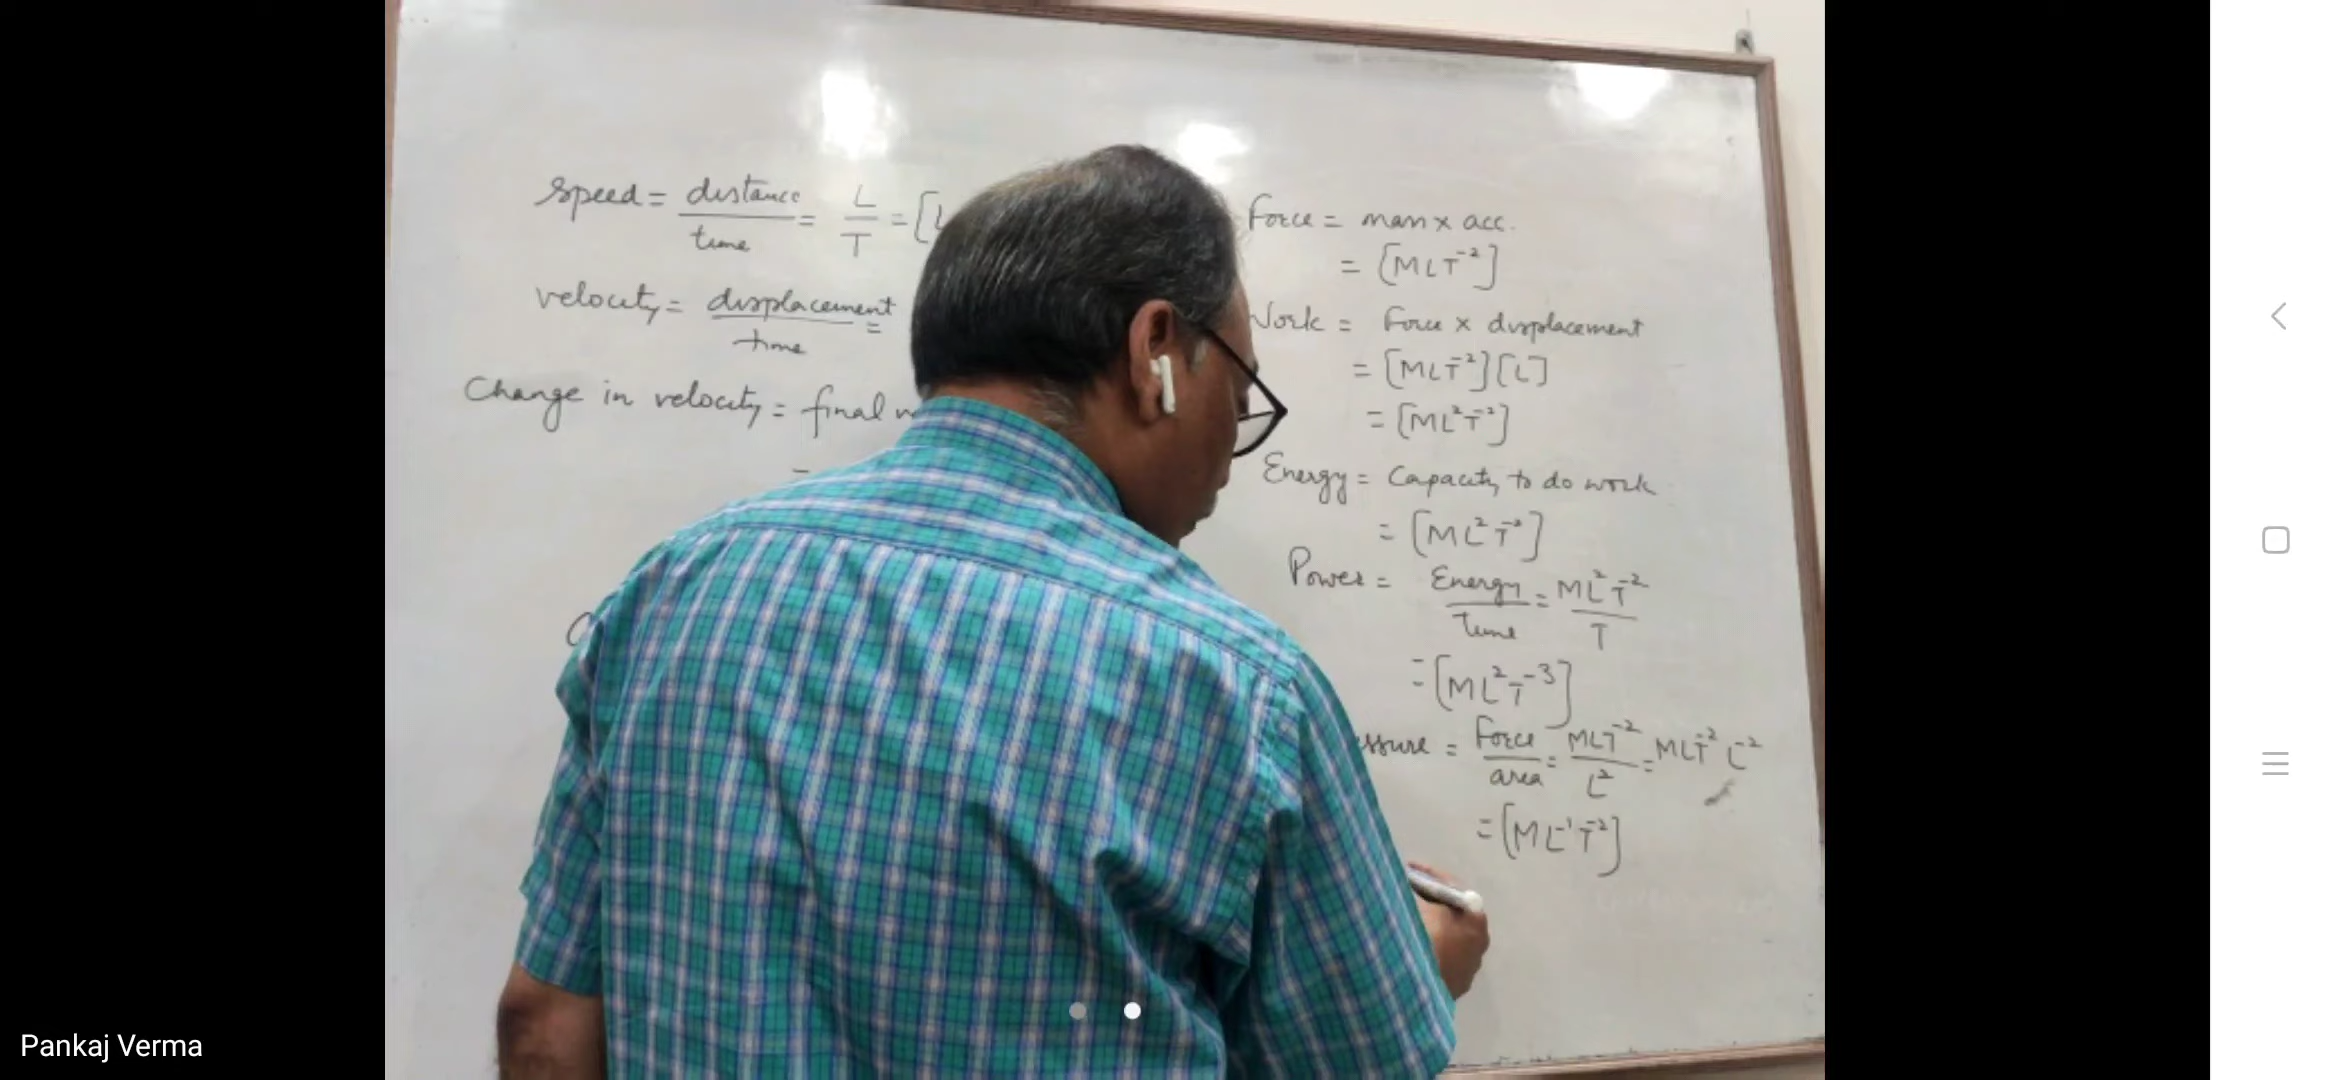 speed = distance/time = L/T = [L
velocity = displacement/time =
Change in velocity = final
=
Force = mass x acc.
= [MLT⁻²]
Work = Force x displacement
= [MLT⁻²][L]
= [ML²T⁻²]
Energy = Capacity to do work
= [ML²T⁻²]
Power = Energy/Time = ML²T⁻²/T
= [ML²T⁻³]
essure = Force/area = MLT⁻²/L² = MLT⁻² L⁻²
= [ML⁻¹T⁻²]
Pankaj Verma